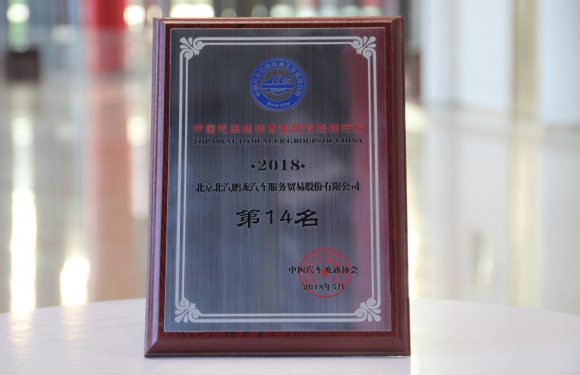 中国汽车经销商集团百强排行榜
TOP 100 AUTO DEALER GROUPS OF CHINA
·2018·
北京北汽鹏龙汽车服务贸易股份有限公司
第14名
中国汽车流通协会
2018年5月